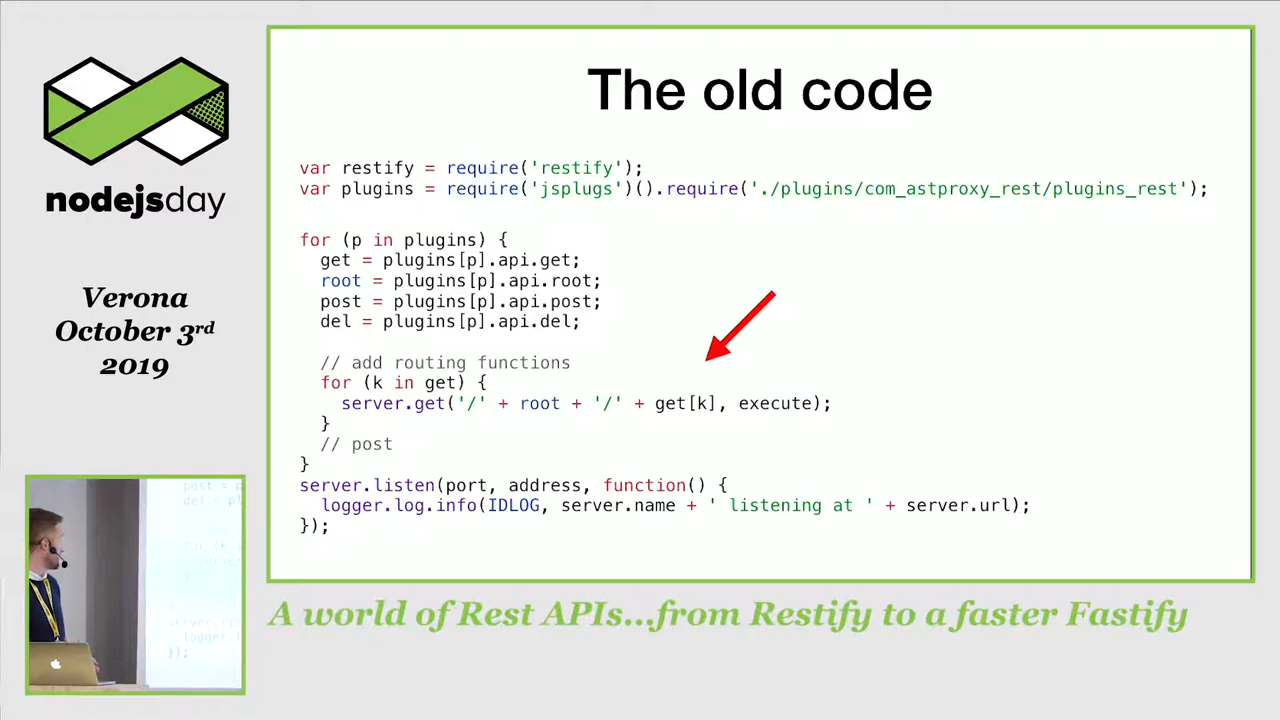 nodejsday
Verona
October 3rd
2019
The old code
var restify = require('restify');
var plugins = require('jsplugs')().require('./plugins/com_astproxy_rest/plugins_rest');
for (p in plugins) {
get = plugins[p].api.get;
root = plugins[p].api.root;
post = plugins[p].api.post;
del = plugins[p].api.del;
// add routing functions
for (k in get) {
server.get('/' + root + '/' + get[k], execute);
}
// post
}
server.listen(port, address, function() {
logger.log.info(IDLOG, server.name + ' listening at ' + server.url);
});
A world of Rest APIs...from Restify to a faster Fastify